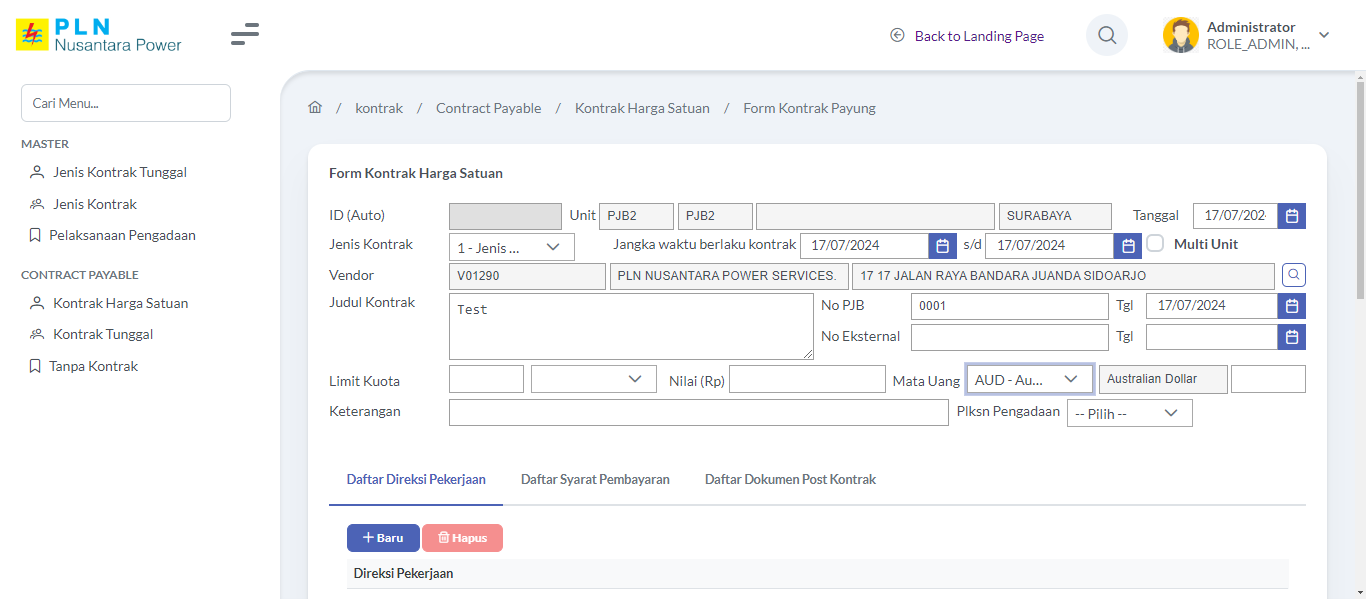 PLN
Nusantara Power
Back to Landing Page
Administrator
ROLE_ADMIN, ...
Cari Menu...
MASTER
Jenis Kontrak Tunggal
Jenis Kontrak
Pelaksanaan Pengadaan
CONTRACT PAYABLE
Kontrak Harga Satuan
Kontrak Tunggal
Tanpa Kontrak
/ kontrak / Contract Payable / Kontrak Harga Satuan / Form Kontrak Payung
Form Kontrak Harga Satuan
ID (Auto) Unit PJB2 PJB2 SURABAYA Tanggal 17/07/202
Jenis Kontrak 1 - Jenis ... Jangka waktu berlaku kontrak 17/07/2024 s/d 17/07/2024 Multi Unit
Vendor V01290 PLN NUSANTARA POWER SERVICES. 17 17 JALAN RAYA BANDARA JUANDA SIDOARJO
Judul Kontrak Test No PJB 0001 Tgl 17/07/2024
No Eksternal Tgl
Limit Kuota Nilai (Rp) Mata Uang AUD - Au... Australian Dollar
Keterangan Plksn Pengadaan -- Pilih --
Daftar Direksi Pekerjaan Daftar Syarat Pembayaran Daftar Dokumen Post Kontrak
+ Baru Hapus
Direksi Pekerjaan